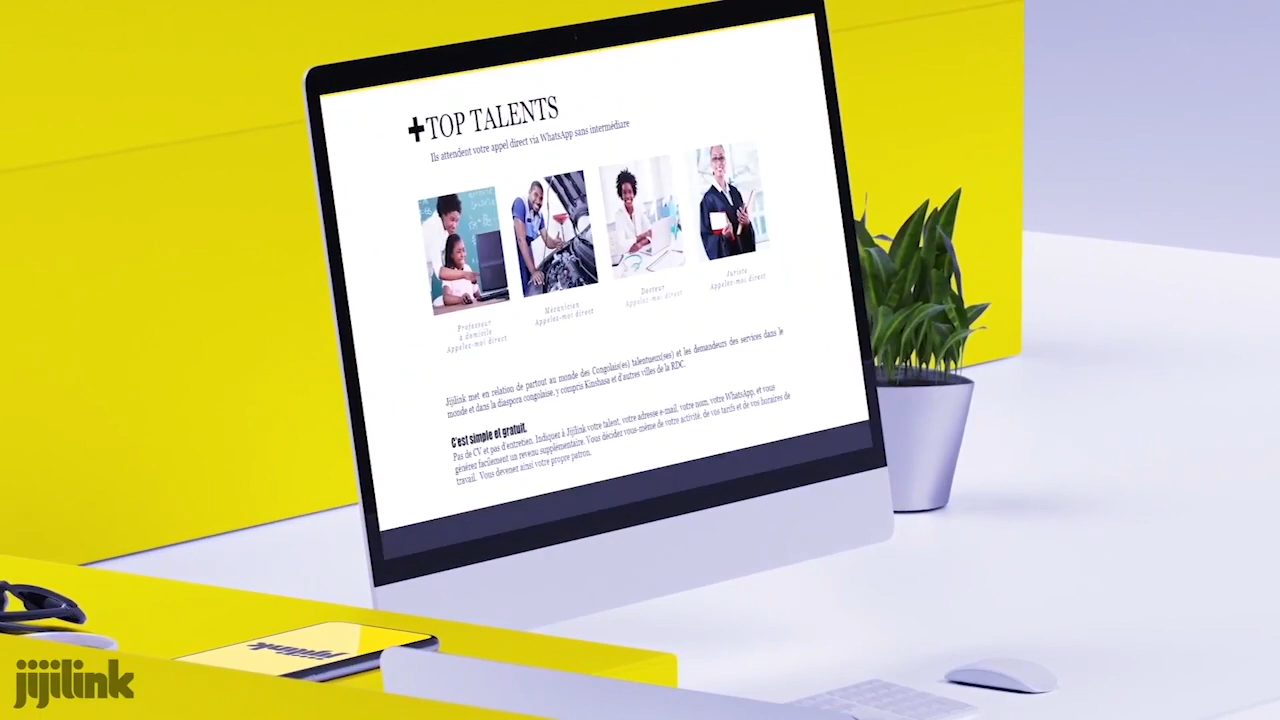 +TOP TALENTS
Ils attendent votre appel direct via WhatsApp sans intermédiare
Professeur
à domicile
Appelez-moi direct
Mécanicien
Appelez-moi direct
Docteur
Appelez-moi direct
Juriste
Appelez-moi direct
Jijilink met en relation de partout au monde des Congolais(es) talentueux(ses) et les demandeurs des services dans le
monde et dans la diaspora congolaise, y compris Kinshasa et d'autres villes de la RDC.
C'est simple et gratuit.
Pas de CV et pas d'entretien. Indiquez à Jijilink votre talent, votre adresse e-mail, votre nom, votre WhatsApp, et vous
générez facilement un revenu supplémentaire. Vous décidez vous-même de votre activité, de vos tarifs et de vos horaires de
travail. Vous devenez ainsi votre propre patron.
jijilink
jijilink